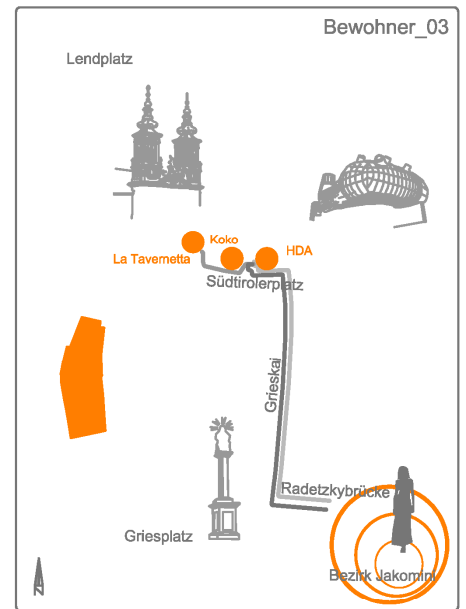 Bewohner_03
Lendplatz
Koko
La Tavernetta
HDA
Südtirolerplatz
Grieskai
Radetzkybrücke
Griesplatz
Bezirk Jakomini
N